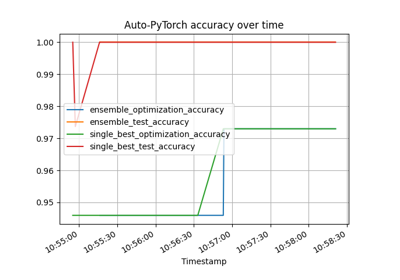 Auto-PyTorch accuracy over time
1.00
0.99
0.98
0.97
0.96
0.95
ensemble_optimization_accuracy
ensemble_test_accuracy
single_best_optimization_accuracy
single_best_test_accuracy
10:55:00
10:55:30
10:56:00
10:56:30
10:57:00
10:57:30
10:58:00
10:58:30
Timestamp